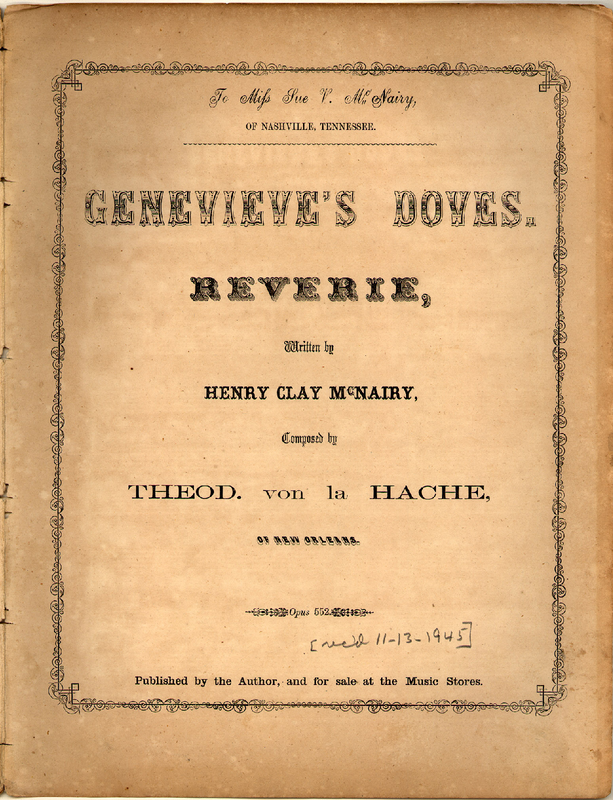 To Miss Sue V. McNairy,
OF NASHVILLE, TENNESSEE.
GENEVIEVE'S DOVES.
REVERIE,
Written by
HENRY CLAY McNAIRY,
Composed by
THEOD. von la HACHE,
OF NEW ORLEANS.
Opus 552.
[rec'd 11-13-1945]
Published by the Author, and for sale at the Music Stores.